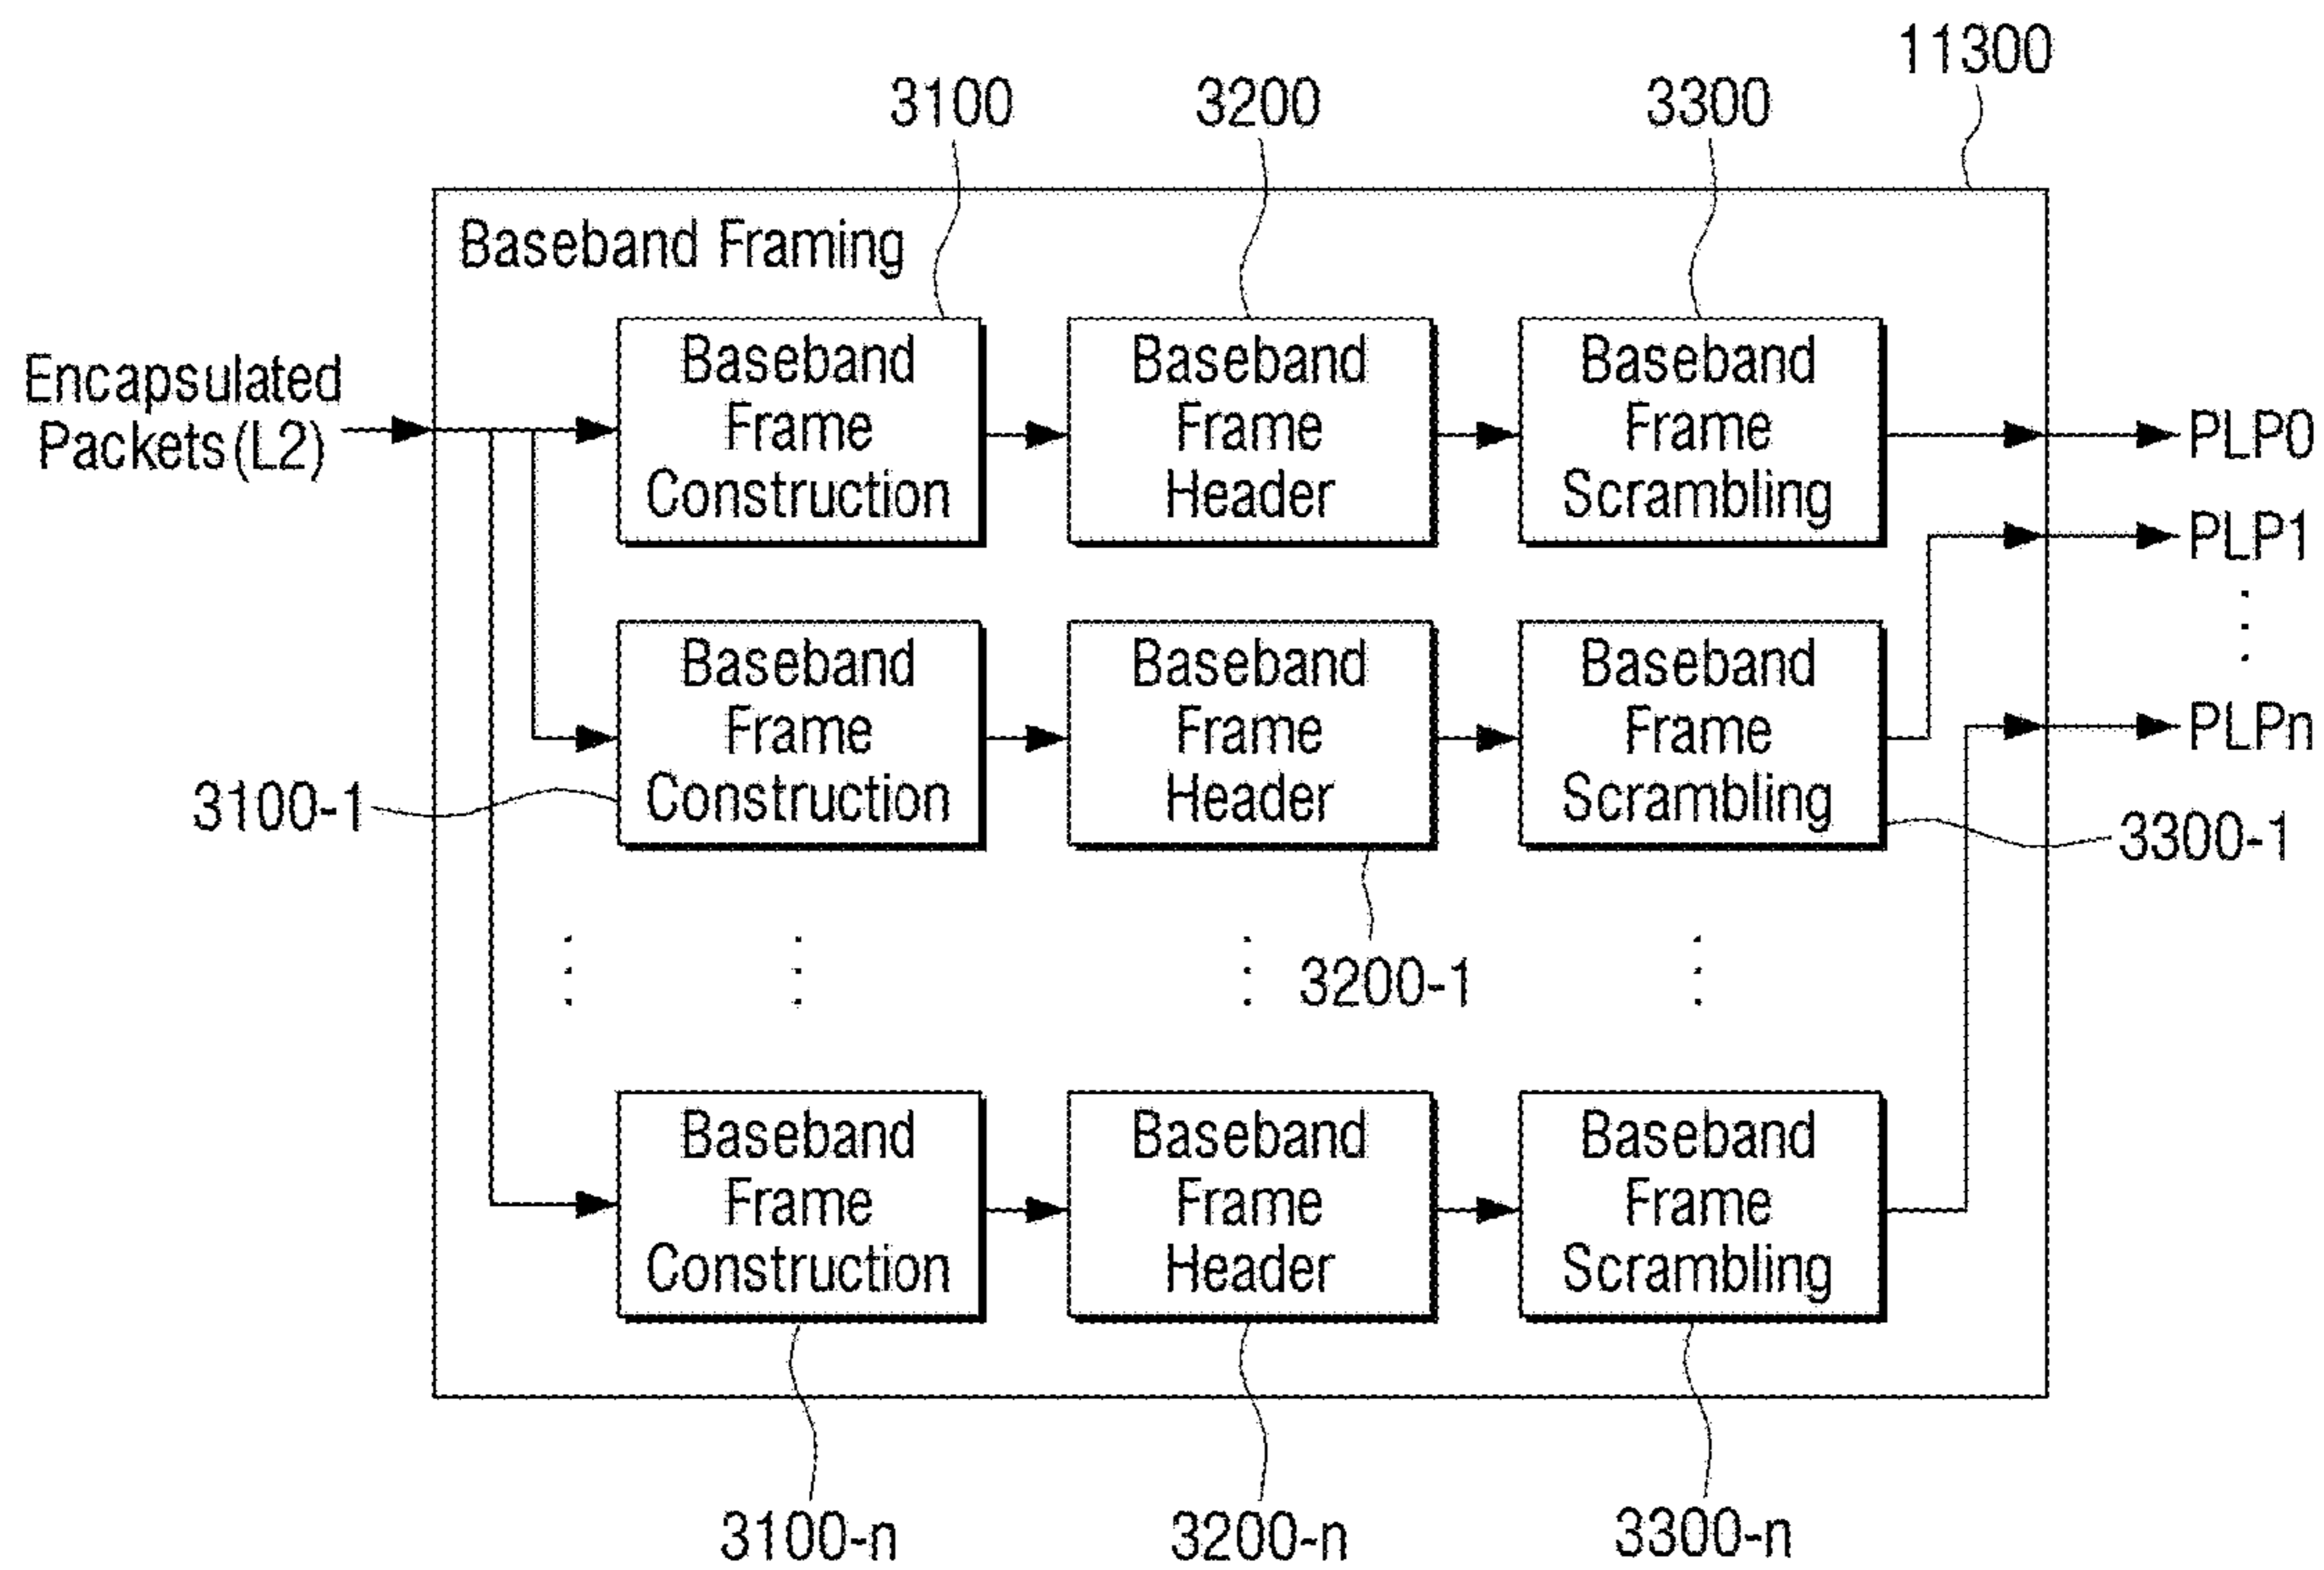 11300
3100
3200
3300
Baseband Framing
Encapsulated
Packets(L2)
Baseband
Frame
Construction
Baseband
Frame
Header
Baseband
Frame
Scrambling
PLP0
PLP1
PLPn
Baseband
Frame
Construction
Baseband
Frame
Header
Baseband
Frame
Scrambling
3100-1
3300-1
3200-1
Baseband
Frame
Construction
Baseband
Frame
Header
Baseband
Frame
Scrambling
3100-n
3200-n
3300-n